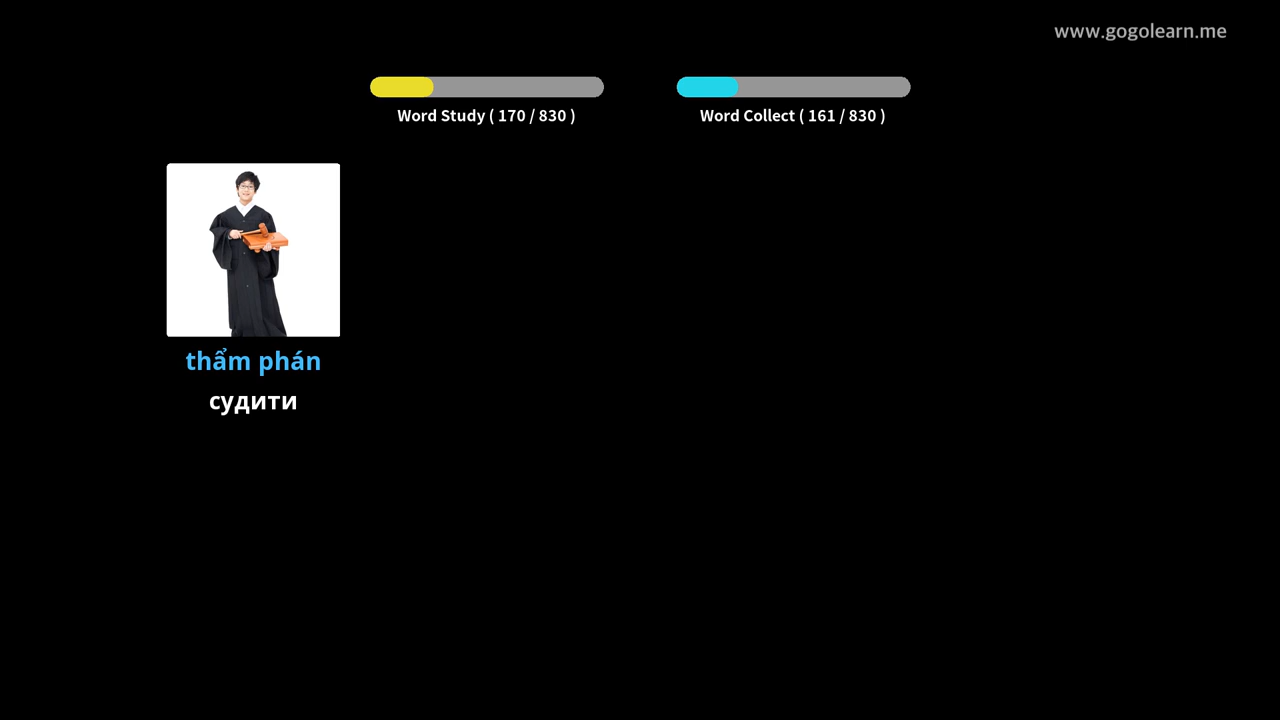 www.gogolearn.me
Word Study ( 170 / 830 )
Word Collect ( 161 / 830 )
thẩm phán
судити